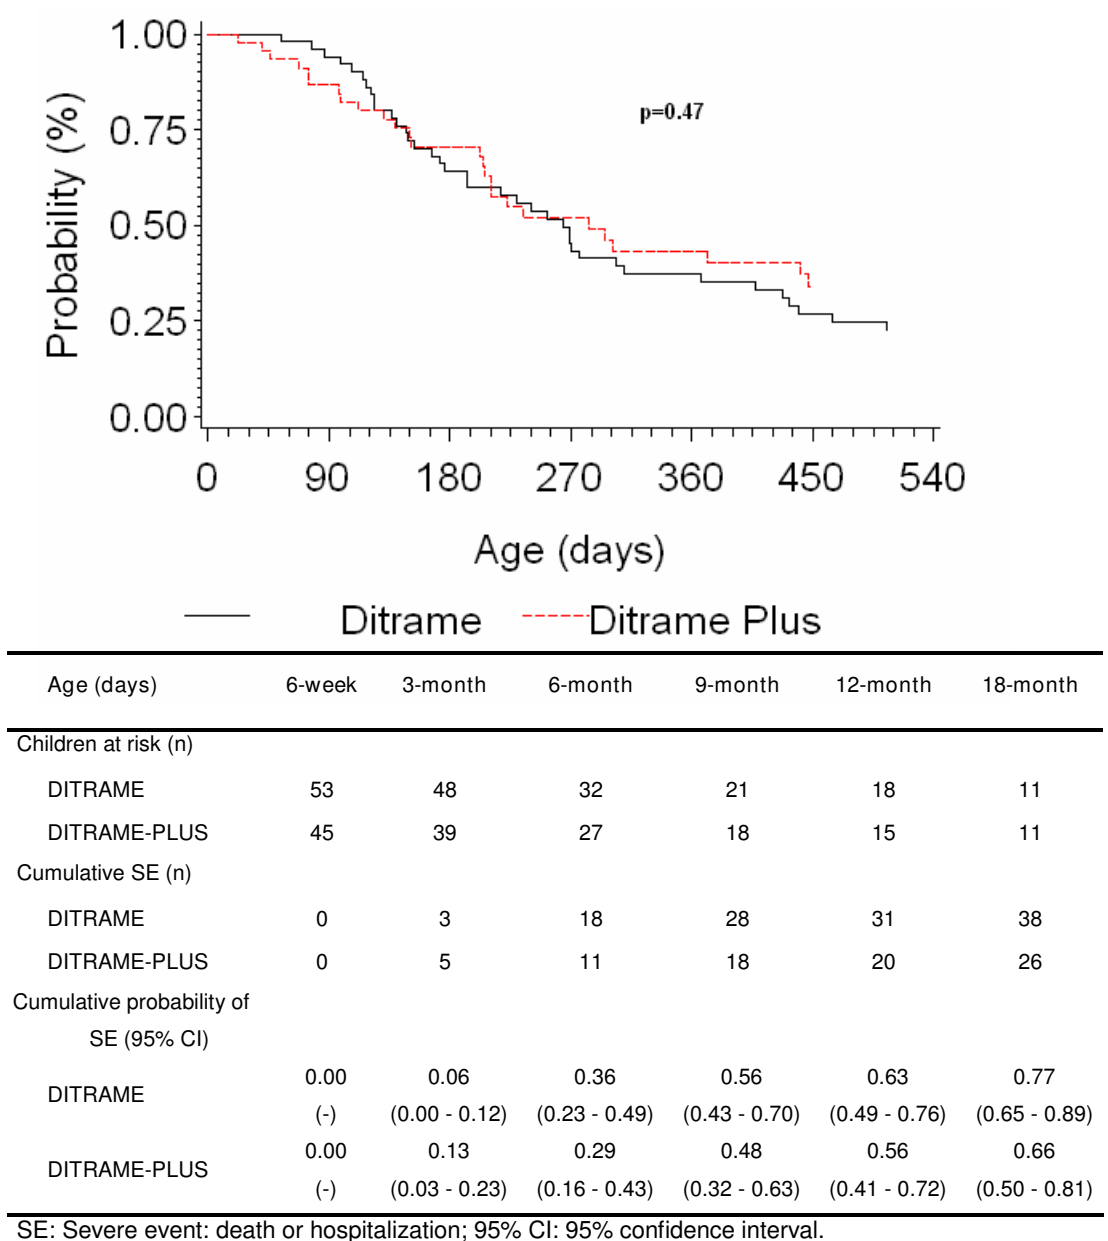 1.00
0.75
0.50
0.25
0.00
Probability (%)
p=0.47
0 90 180 270 360 450 540
Age (days)
Ditrame Ditrame Plus
Age (days) 6-week 3-month 6-month 9-month 12-month 18-month
Children at risk (n)
DITRAME 53 48 32 21 18 11
DITRAME-PLUS 45 39 27 18 15 11
Cumulative SE (n)
DITRAME 0 3 18 28 31 38
DITRAME-PLUS 0 5 11 18 20 26
Cumulative probability of
SE (95% CI)
DITRAME
0.00 0.06 0.36 0.56 0.63 0.77
(-) (0.00 - 0.12) (0.23 - 0.49) (0.43 - 0.70) (0.49 - 0.76) (0.65 - 0.89)
DITRAME-PLUS
0.00 0.13 0.29 0.48 0.56 0.66
(-) (0.03 - 0.23) (0.16 - 0.43) (0.32 - 0.63) (0.41 - 0.72) (0.50 - 0.81)
SE: Severe event: death or hospitalization; 95% CI: 95% confidence interval.